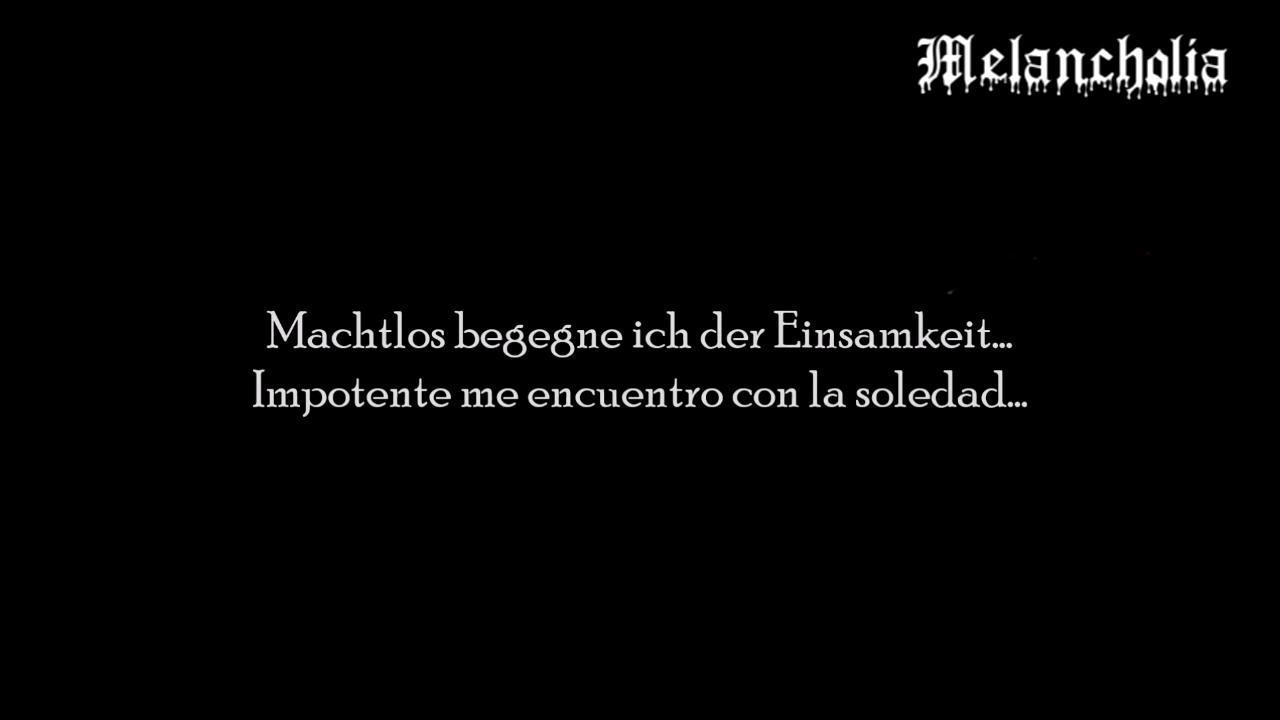 Melancholia
Machtlos begegne ich der Einsamkeit...
Impotente me encuentro con la soledad...